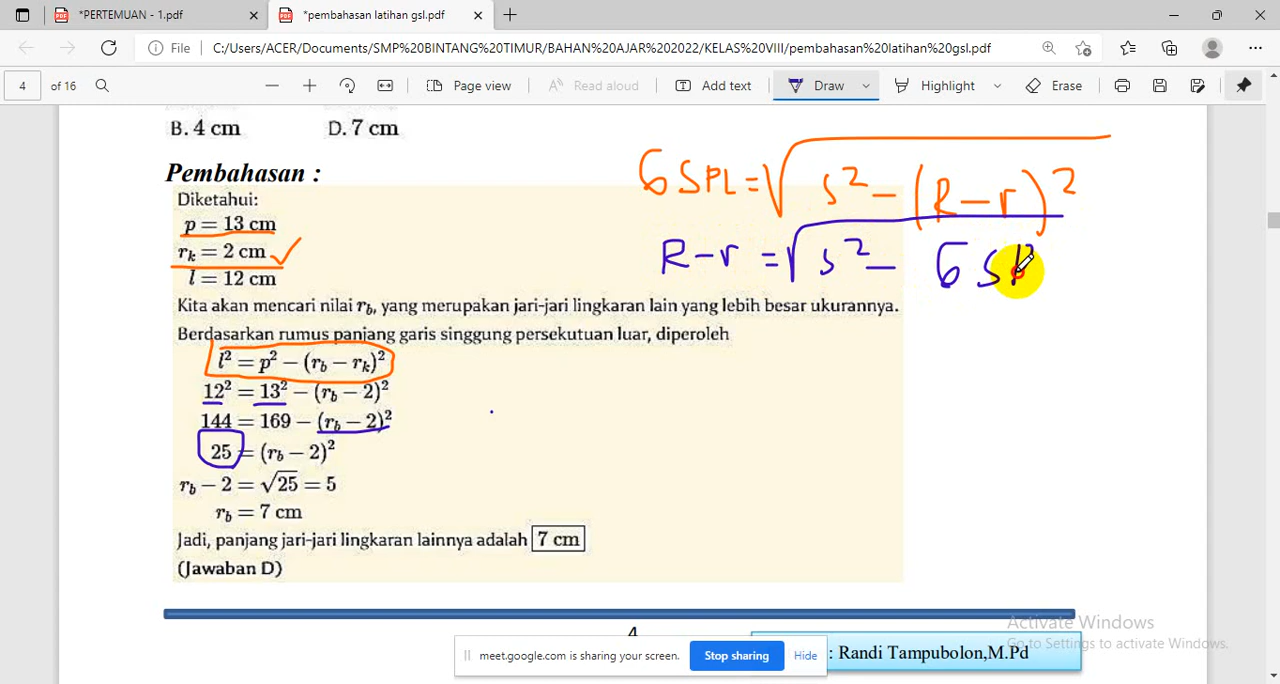 *PERTEMUAN - 1.pdf
*pembahasan latihan gsl.pdf
File
C:/Users/ACER/Documents/SMP%20BINTANG%20TIMUR/BAHAN%20AJAR%202022/KELAS%20VIII/pembahasan%20latihan%20gsl.pdf
4 of 16
Page view
Read aloud
Add text
Draw
Highlight
Erase
B. 4 cm D. 7 cm
Pembahasan :
GSPL = √(s² − (R − r)²)
Diketahui:
p = 13 cm
r_k = 2 cm
R − r = √(s² − GSP
l = 12 cm
Kita akan mencari nilai r_b, yang merupakan jari-jari lingkaran lain yang lebih besar ukurannya.
Berdasarkan rumus panjang garis singgung persekutuan luar, diperoleh
l² = p² − (r_b − r_k)²
12² = 13² − (r_b − 2)²
144 = 169 − (r_b − 2)²
25 = (r_b − 2)²
r_b − 2 = √25 = 5
r_b = 7 cm
Jadi, panjang jari-jari lingkaran lainnya adalah 7 cm
(Jawaban D)
4
Activate Windows
Go to Settings to activate Windows.
meet.google.com is sharing your screen.
Stop sharing
Hide
: Randi Tampubolon,M.Pd